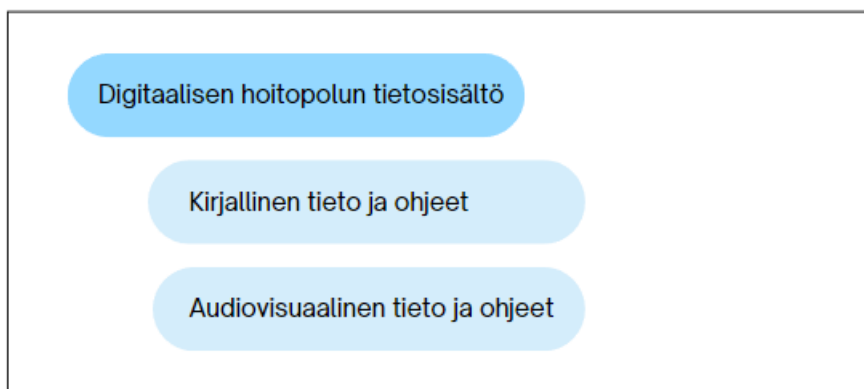 Digitaalisen hoitopolun tietosisältö
Kirjallinen tieto ja ohjeet
Audiovisuaalinen tieto ja ohjeet